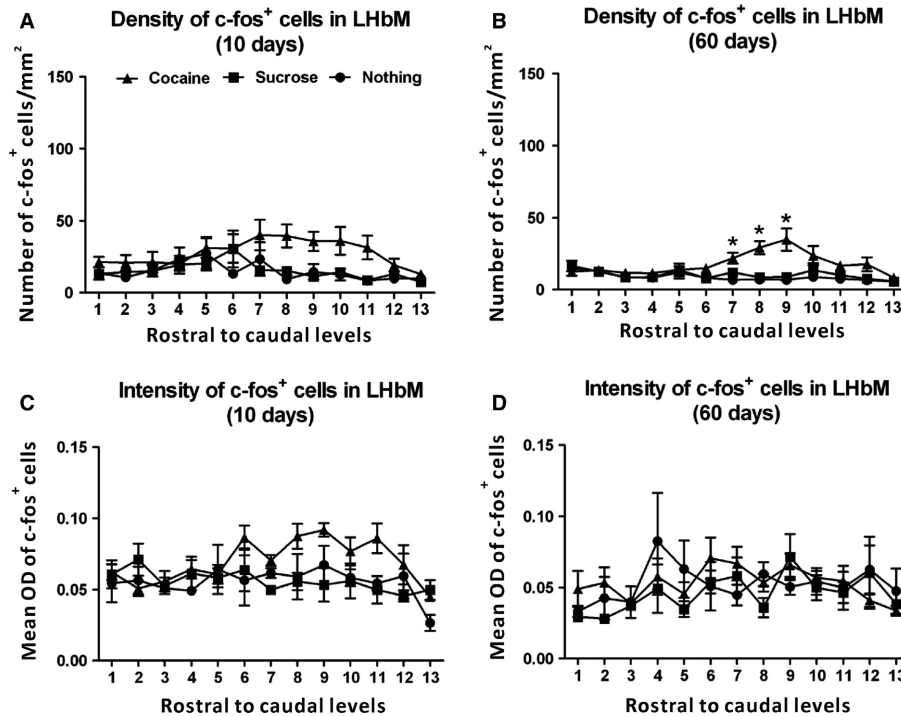 A
Density of c-fos+ cells in LHbM
(10 days)
Number of c-fos+ cells/mm2
150
100
50
0
Cocaine Sucrose Nothing
1 2 3 4 5 6 7 8 9 10 11 12 13
Rostral to caudal levels
B
Density of c-fos+ cells in LHbM
(60 days)
Number of c-fos+ cells/mm2
150
100
50
0
* * *
1 2 3 4 5 6 7 8 9 10 11 12 13
Rostral to caudal levels
C
Intensity of c-fos+ cells in LHbM
(10 days)
Mean OD of c-fos+ cells
0.15
0.10
0.05
0.00
1 2 3 4 5 6 7 8 9 10 11 12 13
Rostral to caudal levels
D
Intensity of c-fos+ cells in LHbM
(60 days)
Mean OD of c-fos+ cells
0.15
0.10
0.05
0.00
1 2 3 4 5 6 7 8 9 10 11 12 13
Rostral to caudal levels